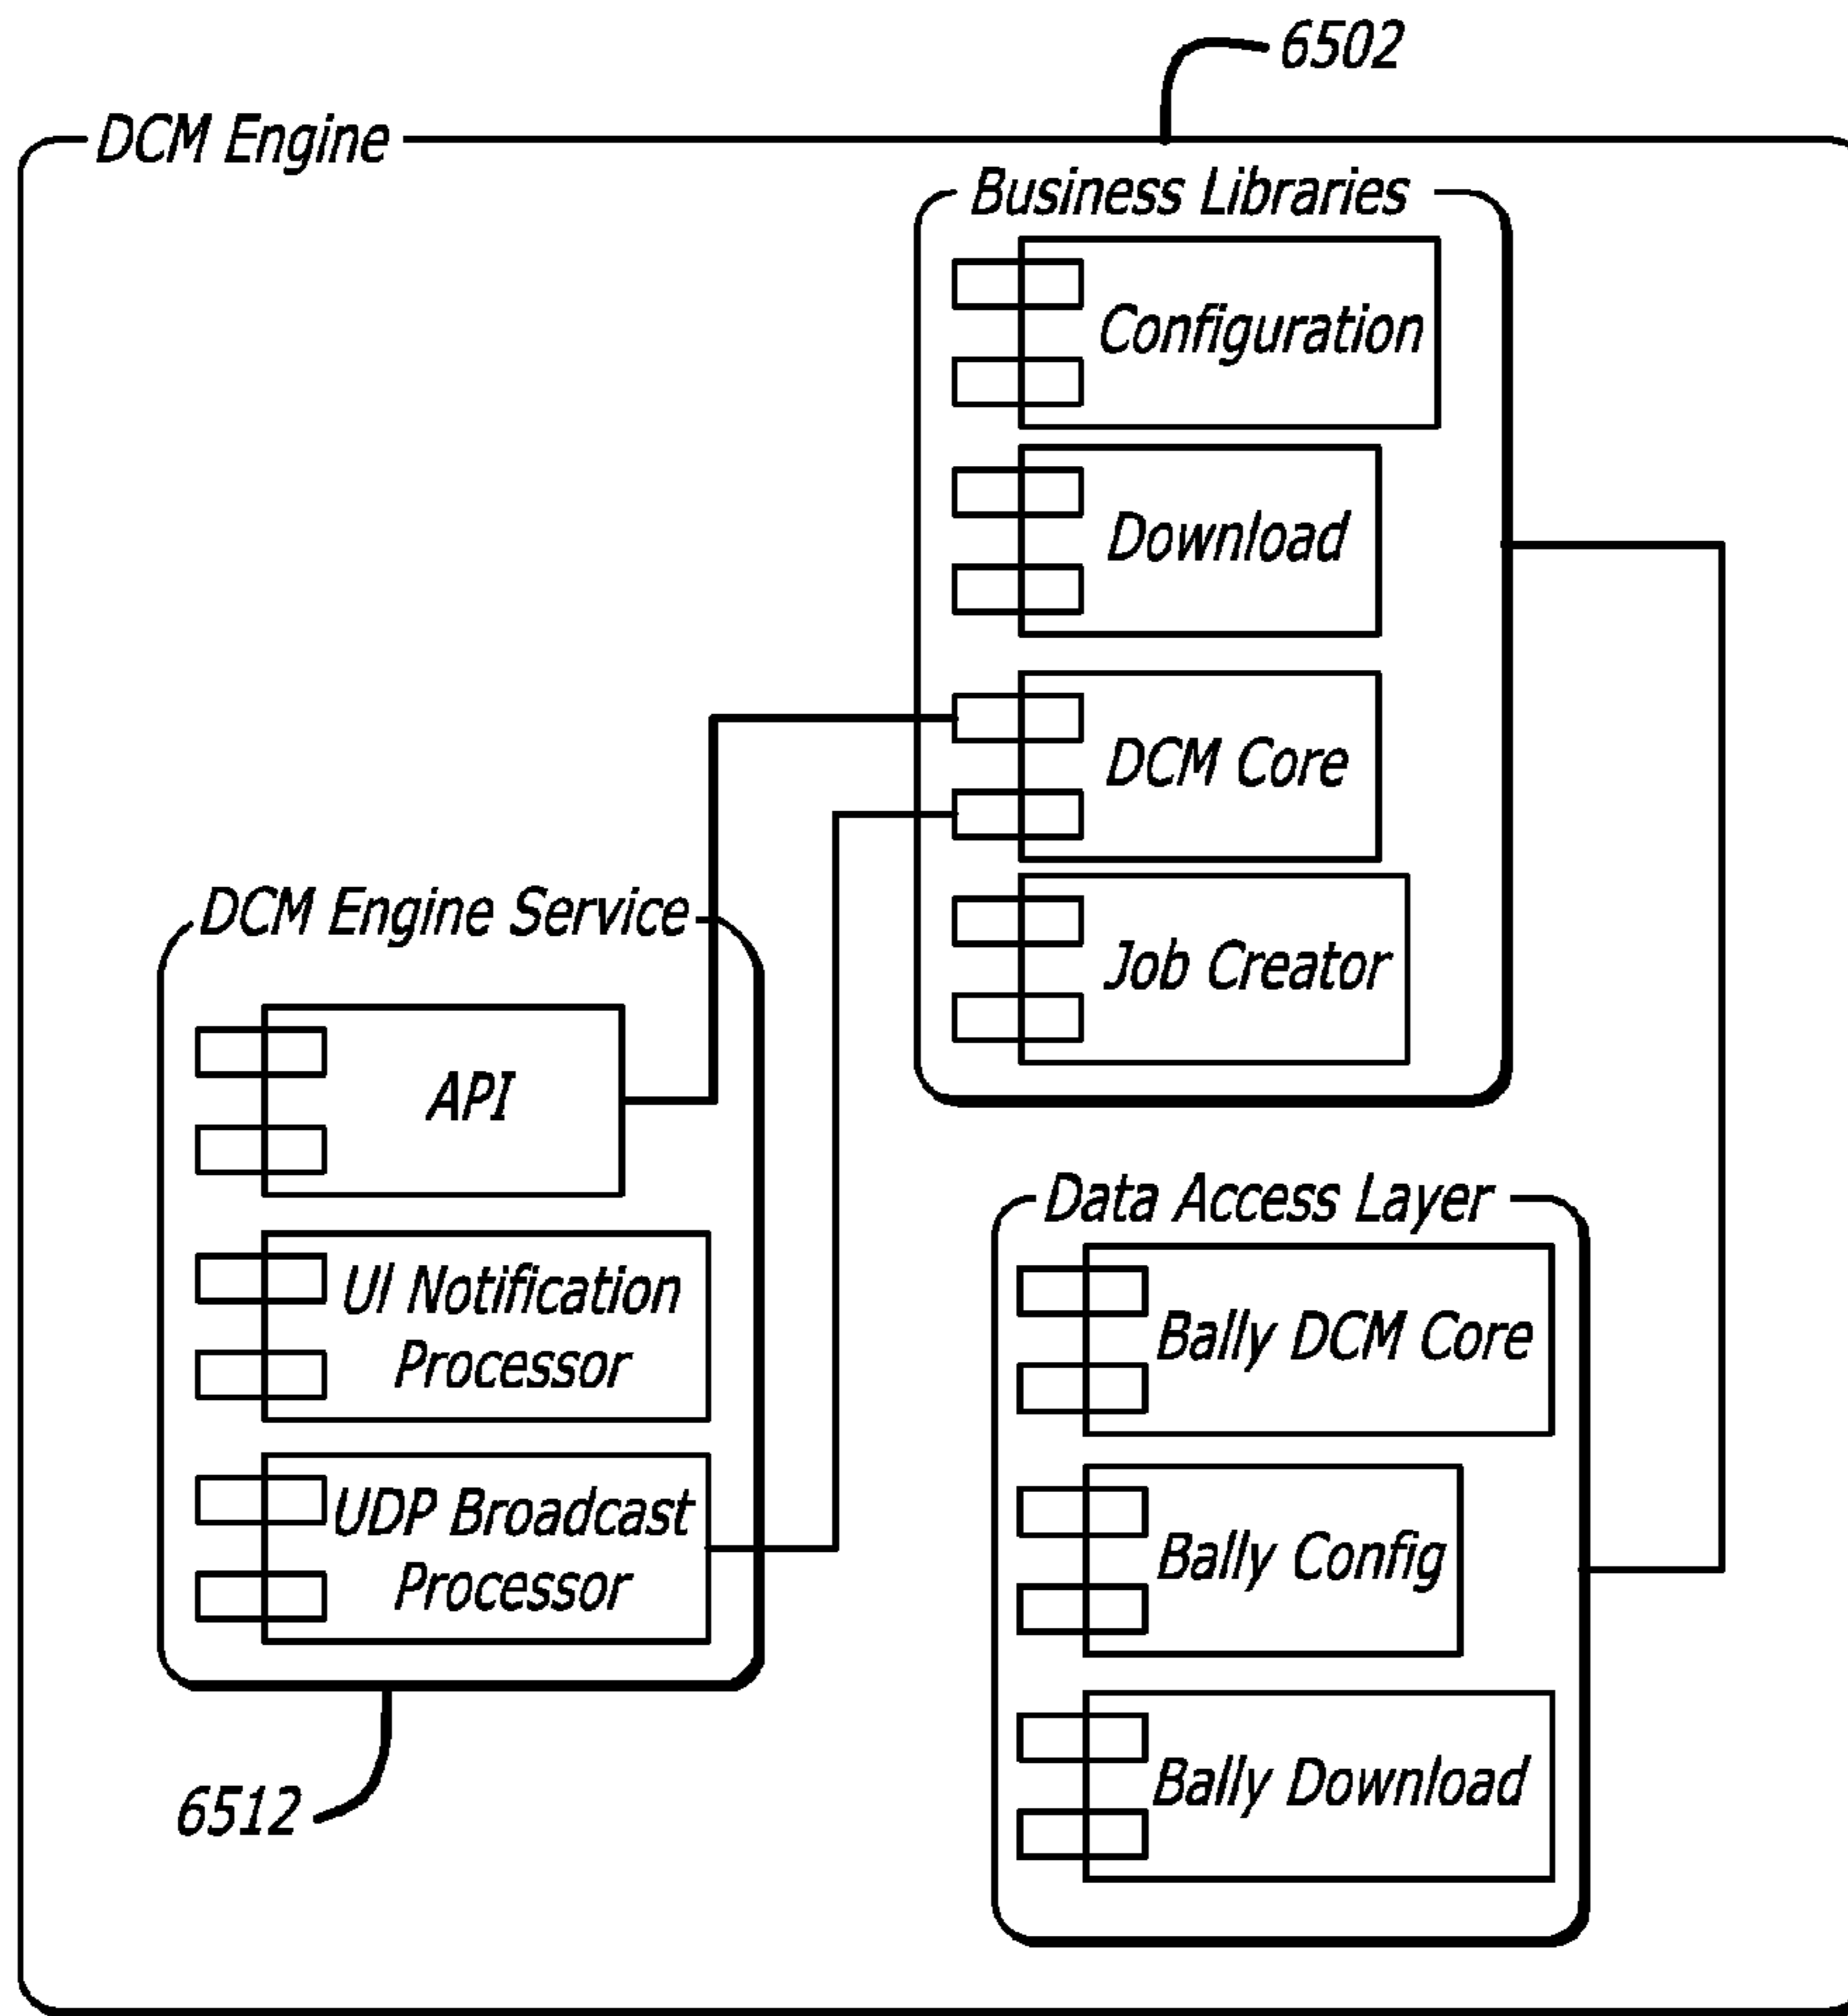 6502
DCM Engine
Business Libraries
Configuration
Download
DCM Core
Job Creator
DCM Engine Service
API
UI Notification
Processor
UDP Broadcast
Processor
6512
Data Access Layer
Bally DCM Core
Bally Config
Bally Download